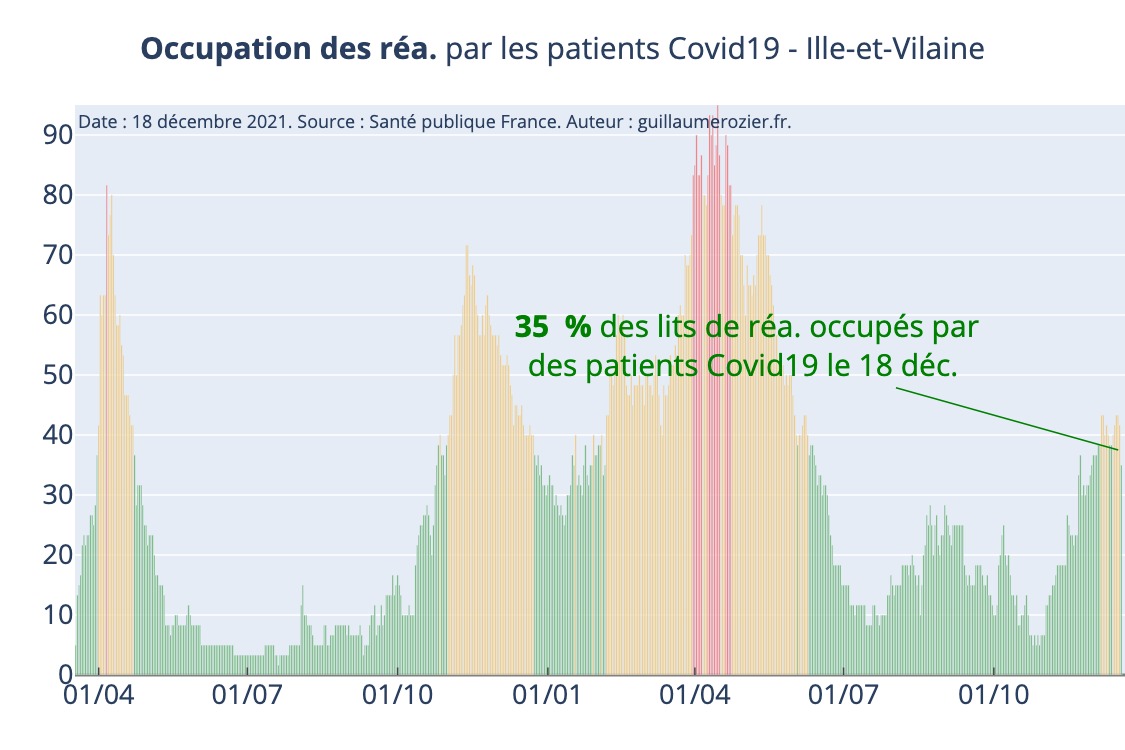 Occupation des réa. par les patients Covid19 - Ille-et-Vilaine
Date : 18 décembre 2021. Source : Santé publique France. Auteur : guillaumerozier.fr.
90
80
70
60
50
40
30
20
10
0
35 % des lits de réa. occupés par
des patients Covid19 le 18 déc.
01/04 01/07 01/10 01/01 01/04 01/07 01/10